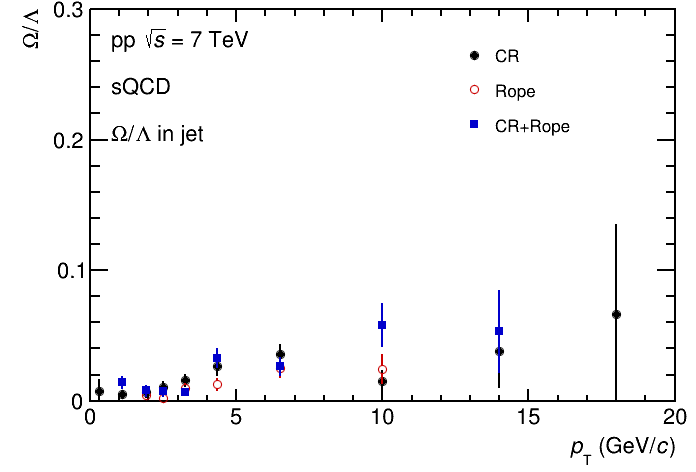 Ω/Λ
0.3
pp √s = 7 TeV
CR
sQCD
Rope
Ω/Λ in jet
CR+Rope
0.2
0.1
0
0 5 10 15 20
pT (GeV/c)